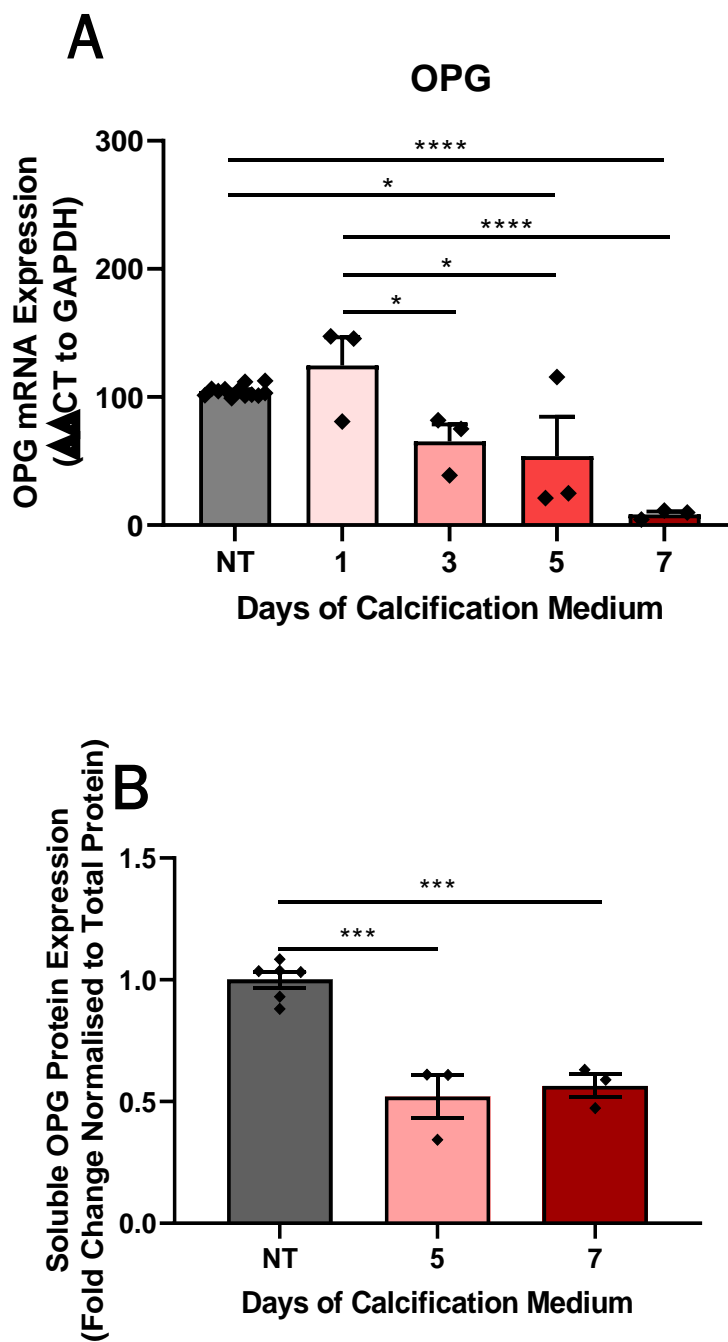 A
OPG
OPG mRNA Expression
(▲▲CT to GAPDH)
300
200
100
0
****
*
****
*
*
NT 1 3 5 7
Days of Calcification Medium
B
Soluble OPG Protein Expression
(Fold Change Normalised to Total Protein)
1.5
1.0
0.5
0.0
***
***
NT 5 7
Days of Calcification Medium